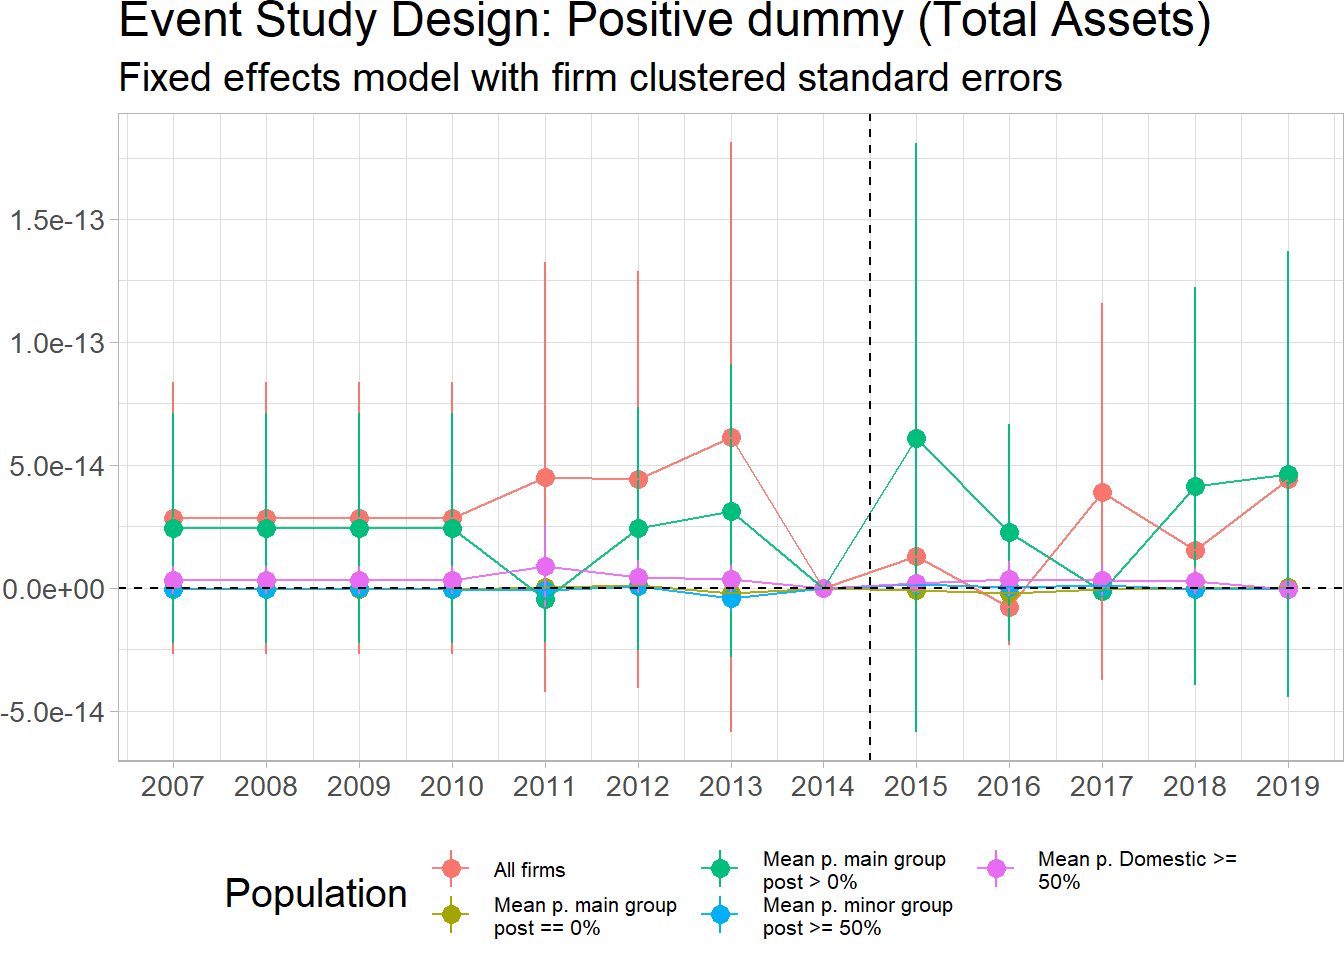 Event Study Design: Positive dummy (Total Assets)
Fixed effects model with firm clustered standard errors
1.5e-13
1.0e-13
5.0e-14
0.0e+00
-5.0e-14
2007 2008 2009 2010 2011 2012 2013 2014 2015 2016 2017 2018 2019
Population
All firms
Mean p. main group
post == 0%
Mean p. main group
post > 0%
Mean p. minor group
post >= 50%
Mean p. Domestic >=
50%